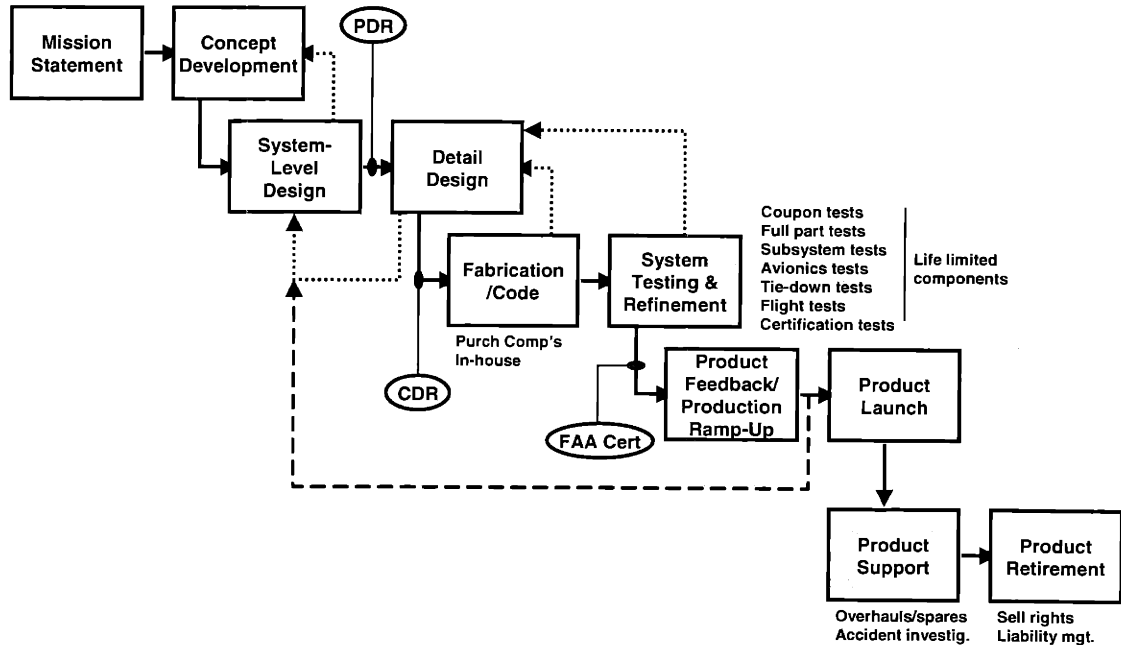 PDR
Mission
Statement
Concept
Development
System-
Level
Design
Detail
Design
Fabrication
/Code
Purch Comp's
In-house
System
Testing &
Refinement
Coupon tests
Full part tests
Subsystem tests
Avionics tests
Tie-down tests
Flight tests
Certification tests
Life limited
components
CDR
FAA Cert
Product
Feedback/
Production
Ramp-Up
Product
Launch
Product
Support
Overhauls/spares
Accident investig.
Product
Retirement
Sell rights
Liability mgt.